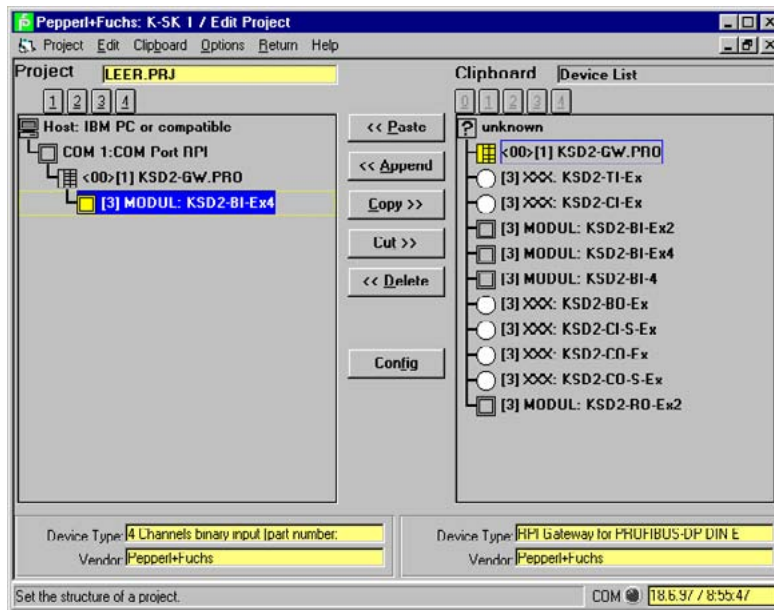 Pepperl+Fuchs: K-SK 1 / Edit Project
Project Edit Clipboard Options Return Help
Project LEER.PRJ
1 2 3 4
Host: IBM PC or compatible
COM 1:COM Port RPI
<00>[1] KSD2-GW.PRO
[3] MODUL: KSD2-BI-Ex4
<< Paste
<< Append
Copy >>
Cut >>
<< Delete
Config
Clipboard Device List
0 1 2 3 4
? unknown
<00>[1] KSD2-GW.PRO
[3] XXX: KSD2-TI-Ex
[3] XXX: KSD2-CI-Ex
[3] MODUL: KSD2-BI-Ex2
[3] MODUL: KSD2-BI-Ex4
[3] MODUL: KSD2-BI-4
[3] XXX: KSD2-BO-Ex
[3] XXX: KSD2-CI-S-Ex
[3] XXX: KSD2-CO-Ex
[3] XXX: KSD2-CO-S-Ex
[3] MODUL: KSD2-RO-Ex2
Device Type: 4 Channels binary input (part number:
Vendor: Pepperl+Fuchs
Device Type: RPI Gateway for PROFIBUS-DP DIN E
Vendor: Pepperl+Fuchs
Set the structure of a project.
COM 18.6.97 / 8:55:47